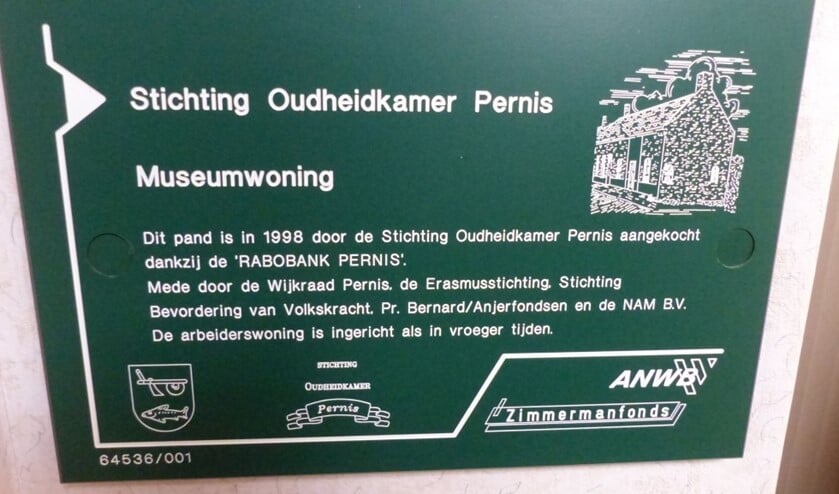 Stichting Oudheidkamer Pernis
Museumwoning
Dit pand is in 1998 door de Stichting Oudheidkamer Pernis aangekocht
dankzij de 'RABOBANK PERNIS'.
Mede door de Wijkraad Pernis, de Erasmusstichting, Stichting
Bevordering van Volkskracht, Pr. Bernard/Anjerfondsen en de NAM B.V.
De arbeiderswoning is ingericht als in vroeger tijden.
STICHTING
OUDHEIDKAMER
Pernis
ANWB
Zimmermanfonds
64536/001